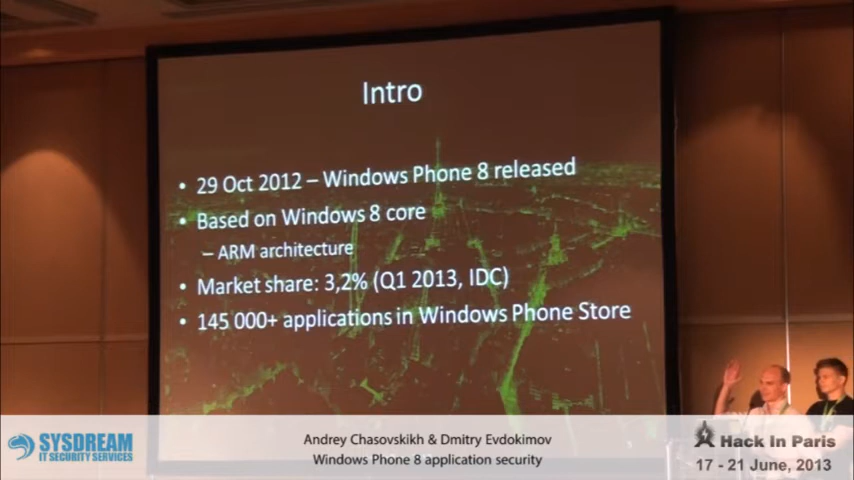 Intro
• 29 Oct 2012 – Windows Phone 8 released
• Based on Windows 8 core
– ARM architecture
• Market share: 3,2% (Q1 2013, IDC)
• 145 000+ applications in Windows Phone Store
SYSDREAM
IT SECURITY SERVICES
Andrey Chasovskikh & Dmitry Evdokimov
Windows Phone 8 application security
Hack In Paris
17 - 21 June, 2013